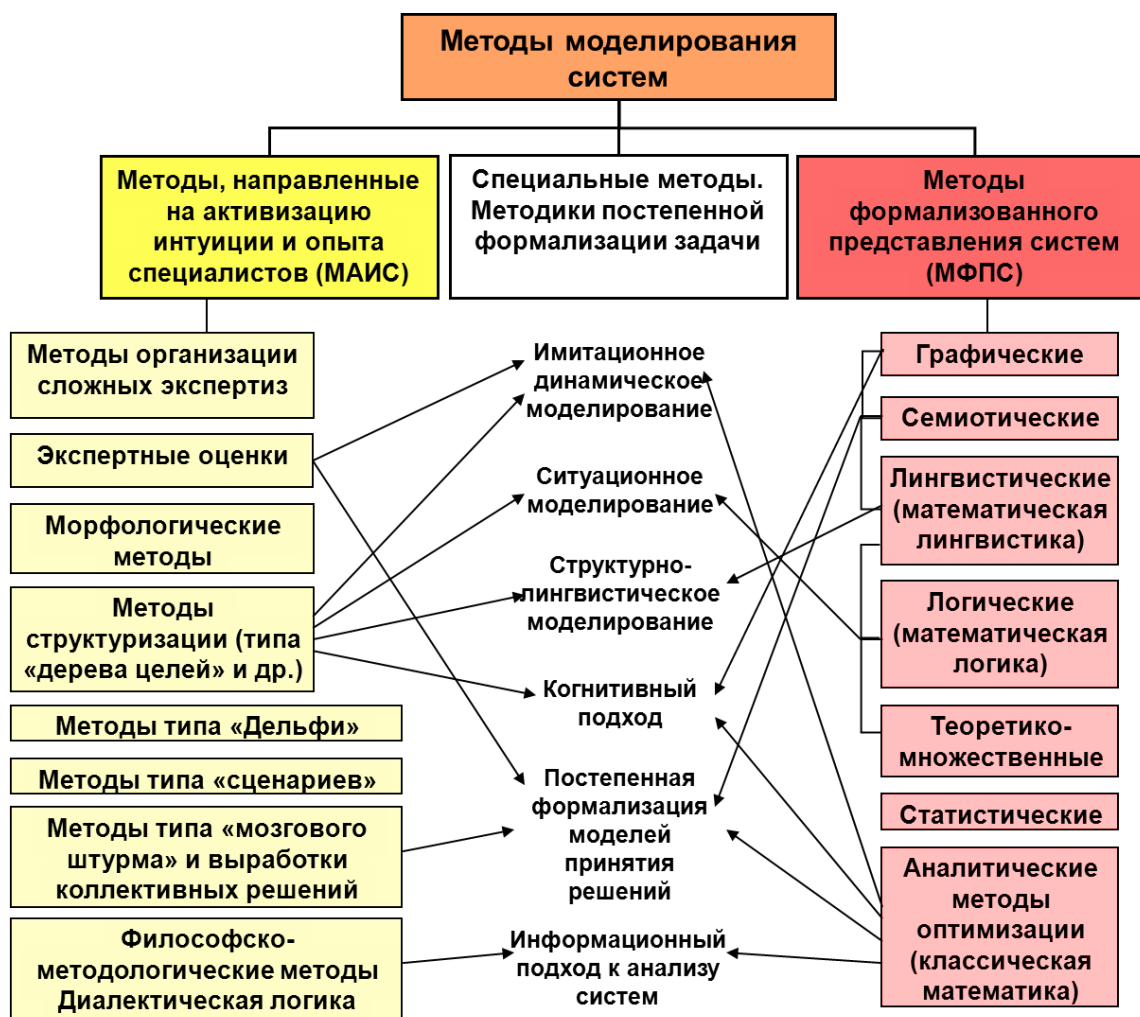 Методы моделирования
систем
Методы, направленные
на активизацию
интуиции и опыта
специалистов (МАИС)
Специальные методы.
Методики постепенной
формализации задачи
Методы
формализованного
представления систем
(МФПС)
Методы организации
сложных экспертиз
Экспертные оценки
Морфологические
методы
Методы
структуризации (типа
«дерева целей» и др.)
Методы типа «Дельфи»
Методы типа «сценариев»
Методы типа «мозгового
штурма» и выработки
коллективных решений
Философско-
методологические методы
Диалектическая логика
Имитационное
динамическое
моделирование
Ситуационное
моделирование
Структурно-
лингвистическое
моделирование
Когнитивный
подход
Постепенная
формализация
моделей
принятия
решений
Информационный
подход к анализу
систем
Графические
Семиотические
Лингвистические
(математическая
лингвистика)
Логические
(математическая
логика)
Теоретико-
множественные
Статистические
Аналитические
методы
оптимизации
(классическая
математика)